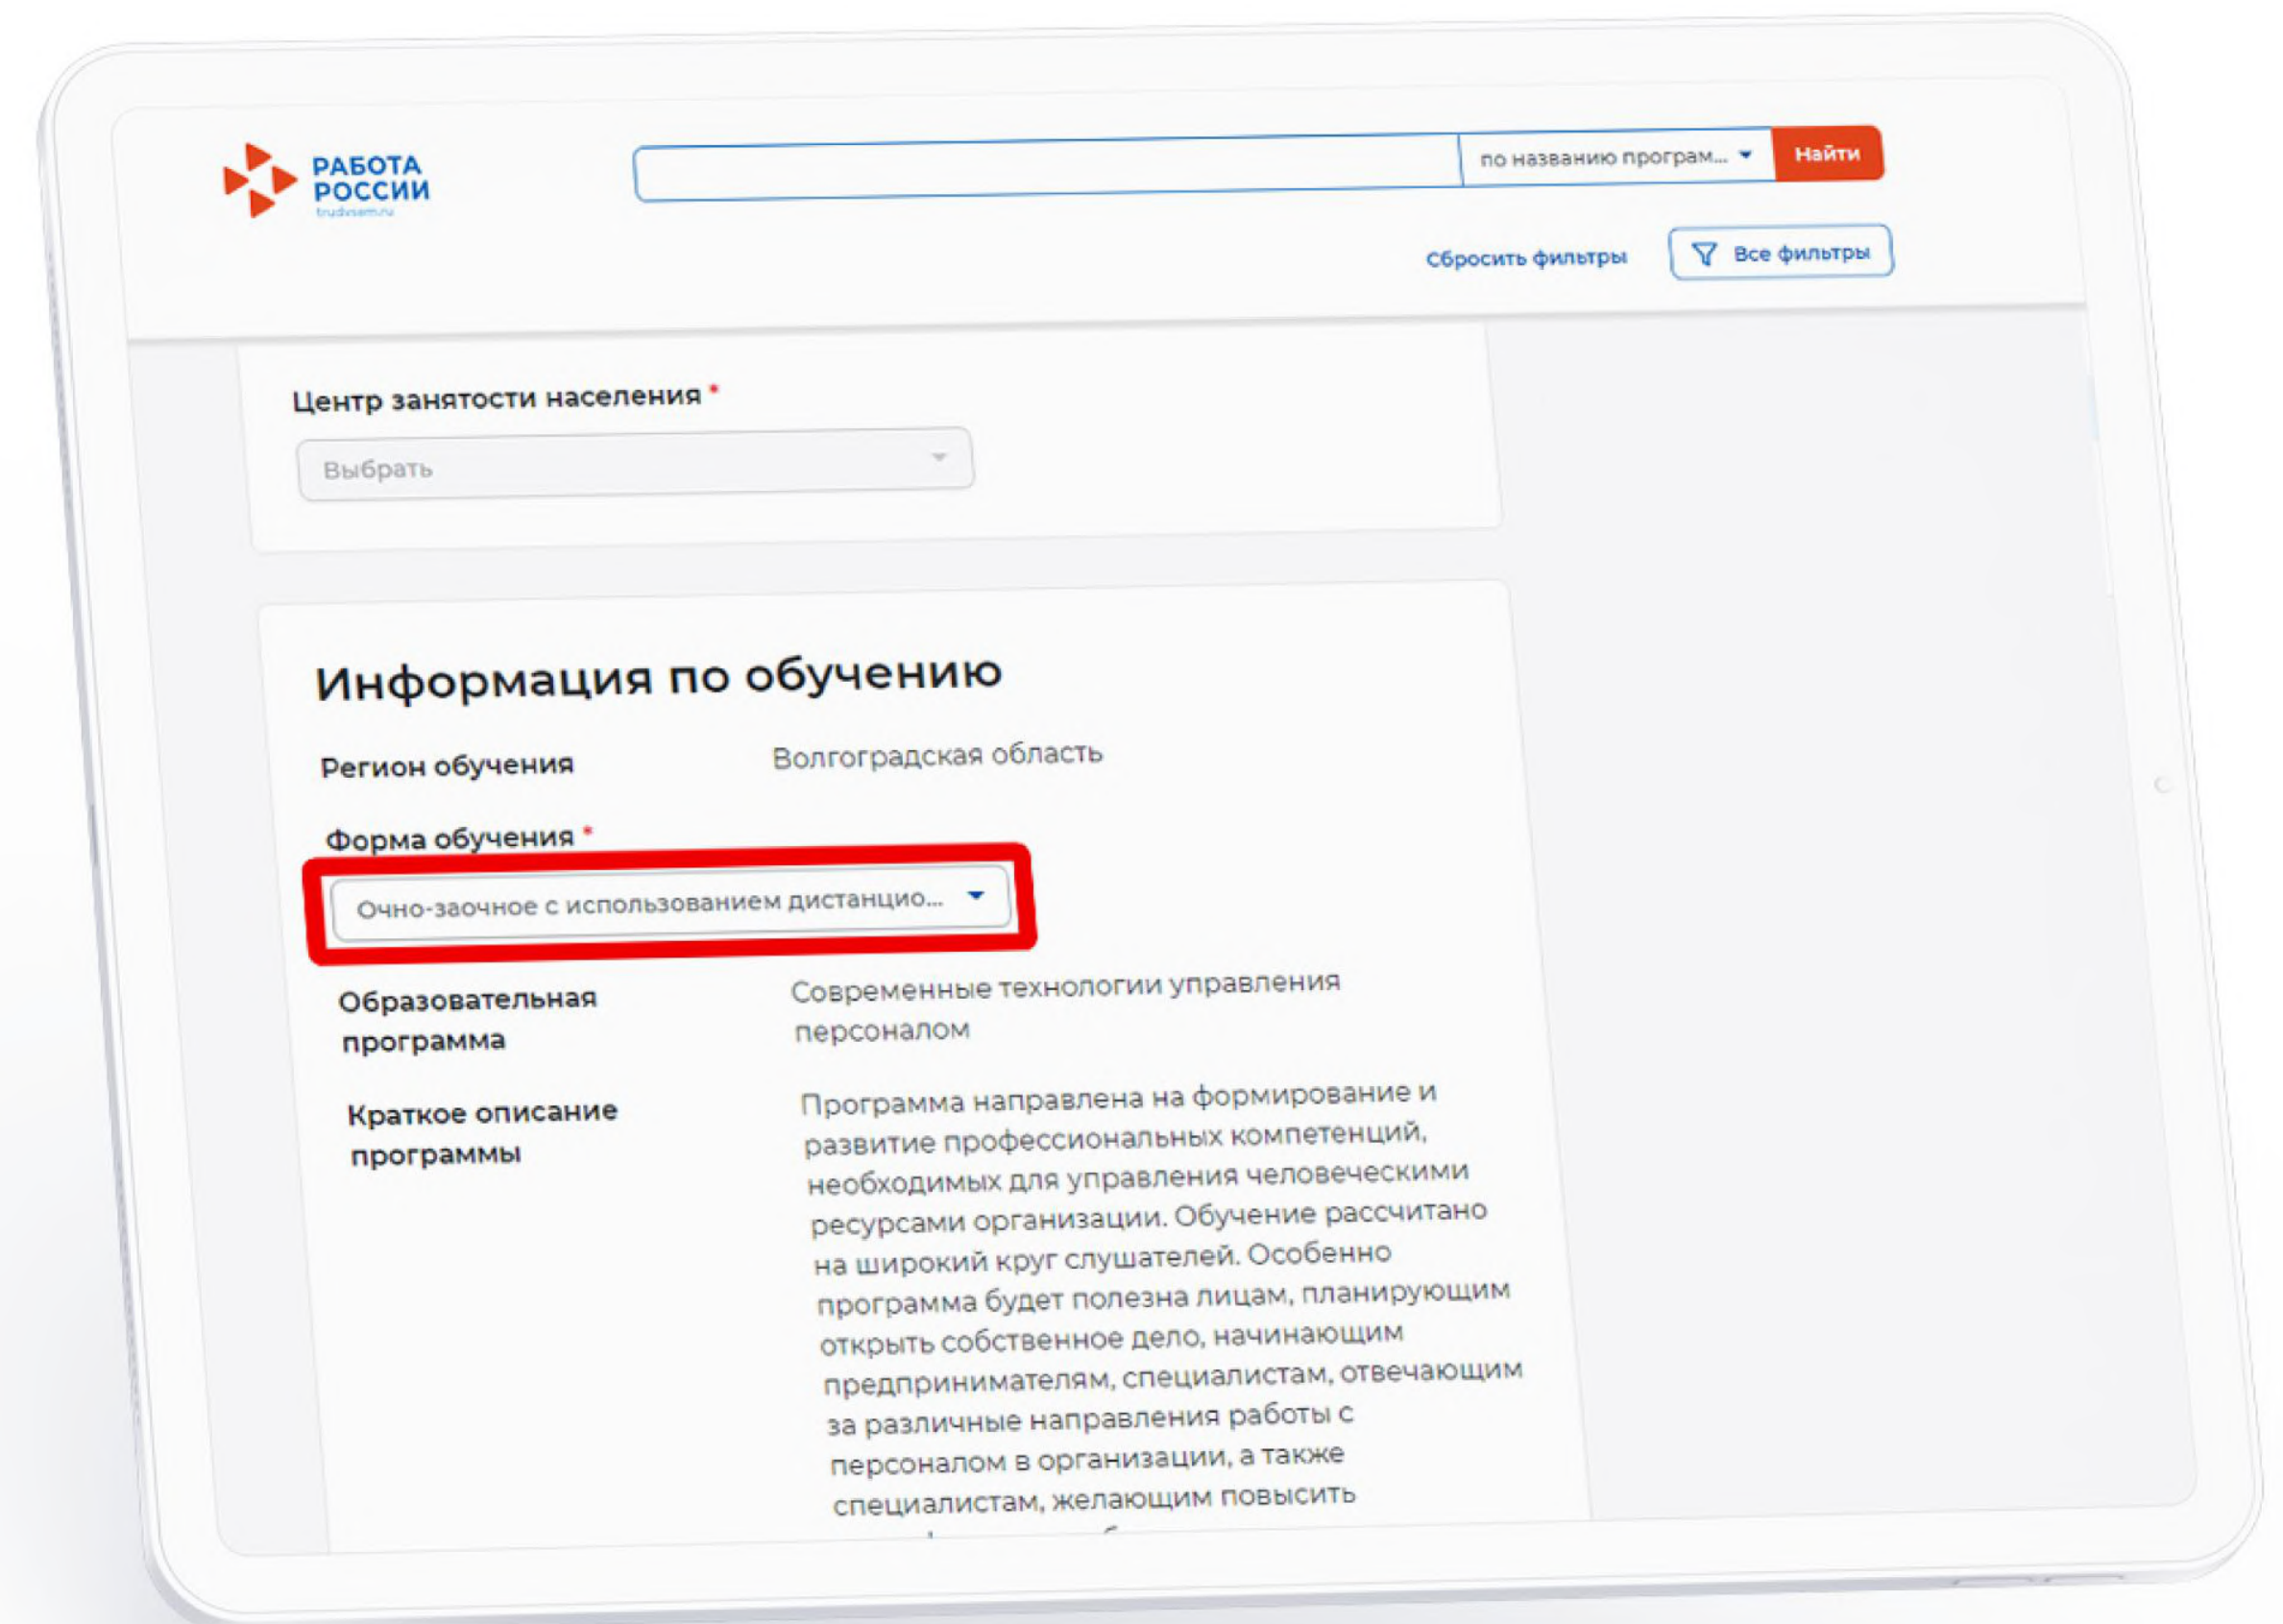 РАБОТА
РОССИИ
trudvsem.ru
по названию програм...
Найти
Сбросить фильтры
Все фильтры
Центр занятости населения *
Выбрать
Информация по обучению
Регион обучения
Волгоградская область
Форма обучения *
Очно-заочное с использованием дистанцио...
Образовательная
программа
Современные технологии управления
персоналом
Краткое описание
программы
Программа направлена на формирование и
развитие профессиональных компетенций,
необходимых для управления человеческими
ресурсами организации. Обучение рассчитано
на широкий круг слушателей. Особенно
программа будет полезна лицам, планирующим
открыть собственное дело, начинающим
предпринимателям, специалистам, отвечающим
за различные направления работы с
персоналом в организации, а также
специалистам, желающим повысить